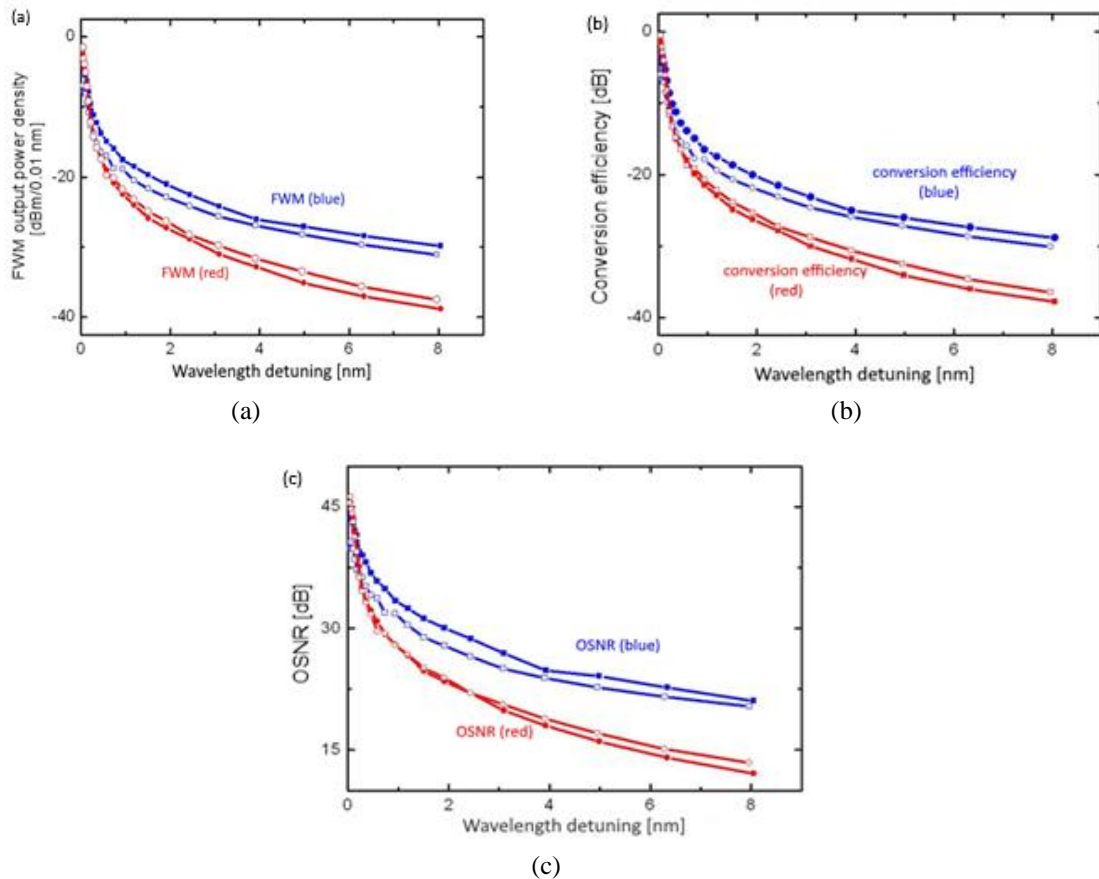 (a)
FWM output power density
[dBm/0.01 nm]
0
-20
-40
FWM (blue)
FWM (red)
0
2
4
6
8
Wavelength detuning [nm]
(a)
(b)
Conversion efficiency [dB]
0
-20
-40
conversion efficiency
(blue)
conversion efficiency
(red)
0
2
4
6
8
Wavelength detuning [nm]
(b)
(c)
OSNR [dB]
45
30
15
OSNR (blue)
OSNR (red)
0
2
4
6
8
Wavelength detuning [nm]
(c)